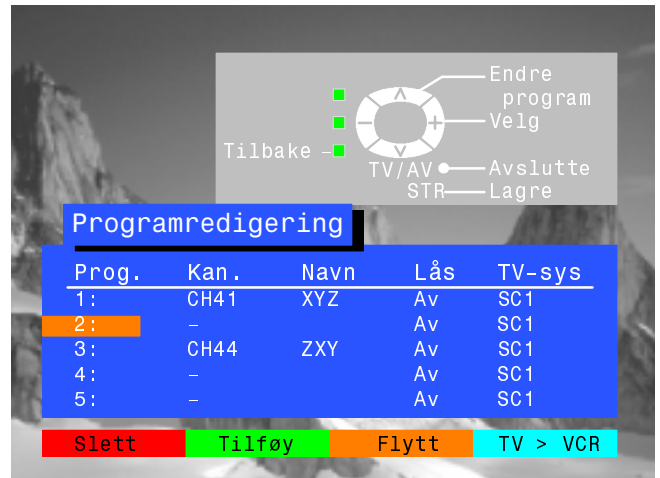 Endre
program
Velg
Tilbake
TV/AV
Avslutte
STR
Lagre
Programredigering
Prog. Kan. Navn Lås TV-sys
1: CH41 XYZ Av SC1
2: – Av SC1
3: CH44 ZXY Av SC1
4: – Av SC1
5: – Av SC1
Slett Tilføy Flytt TV > VCR